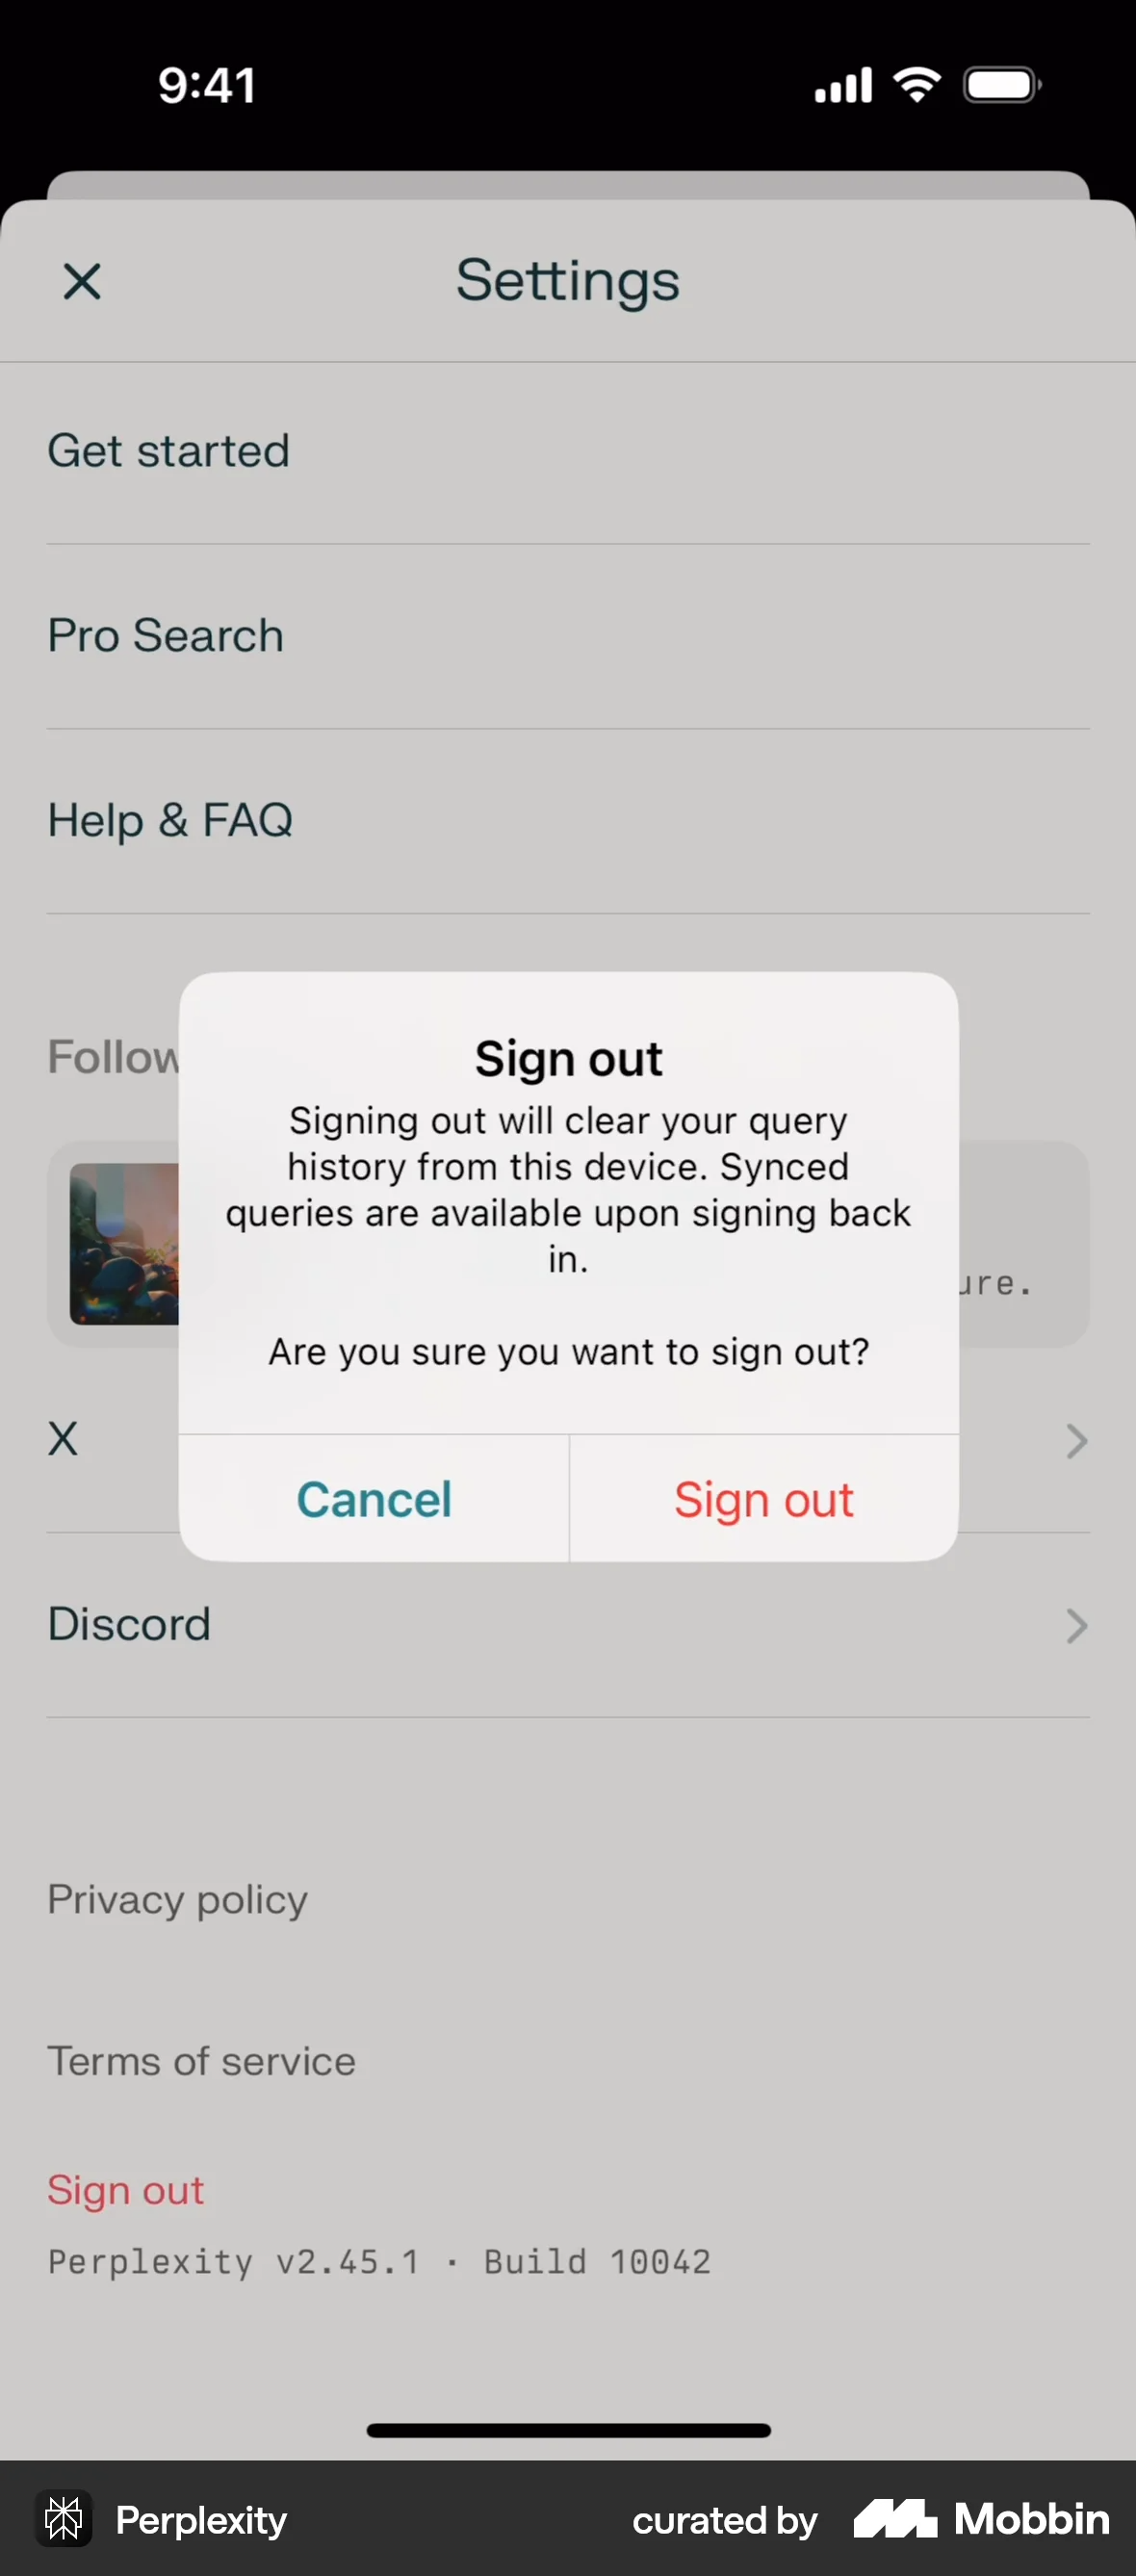 9:41
Settings
Get started
Pro Search
Help & FAQ
Follow
Sign out
Signing out will clear your query
history from this device. Synced
queries are available upon signing back
in.
Are you sure you want to sign out?
Cancel
Sign out
X
Discord
Privacy policy
Terms of service
Sign out
Perplexity v2.45.1 · Build 10042
Perplexity
curated by Mobbin